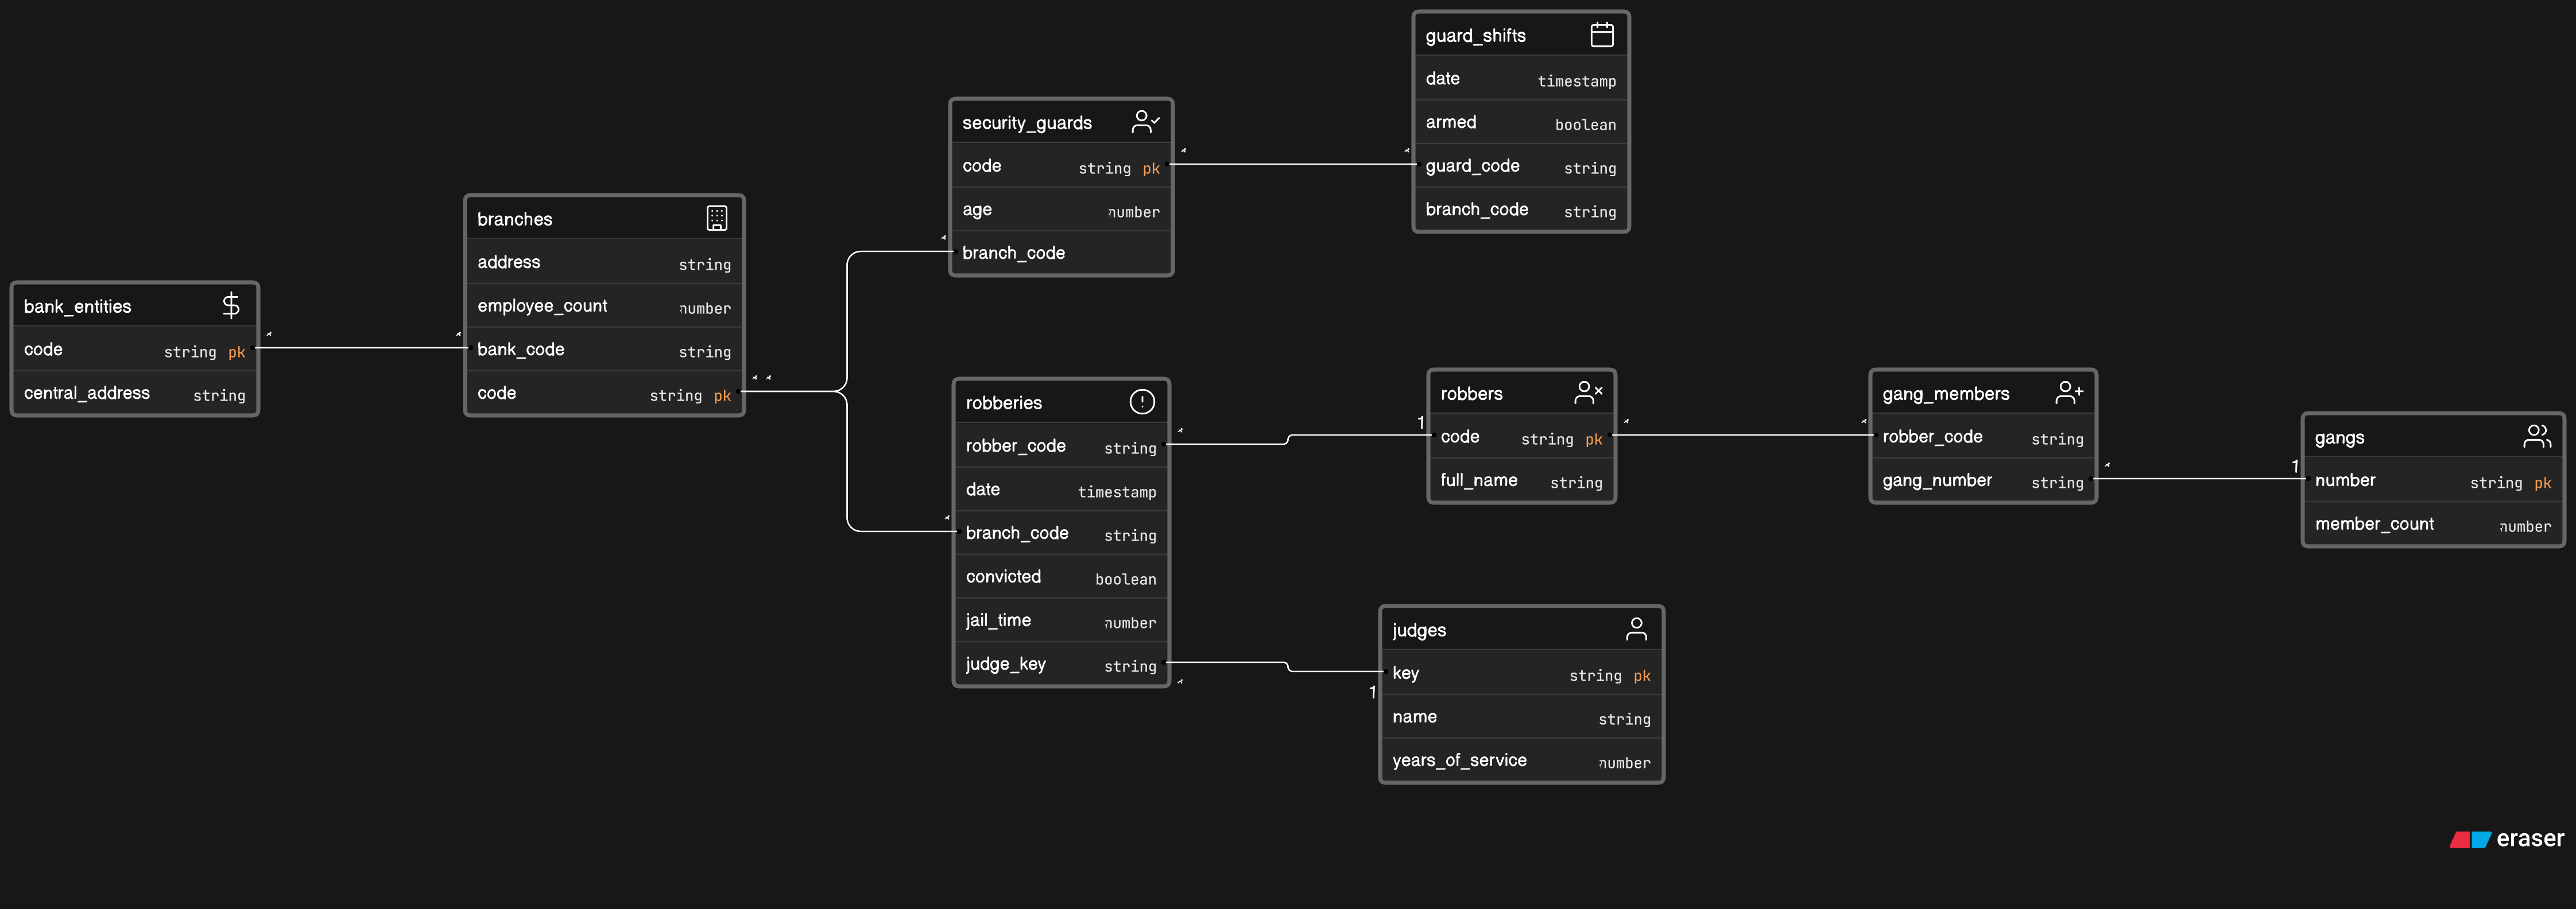 guard_shifts
date timestamp
armed boolean
guard_code string
branch_code string
security_guards
code string pk
age number
branch_code
* *
*
branches
address string
employee_count number
bank_code string
code string pk
* *
bank_entities
code string pk
central_address string
* *
robberies
robber_code string
date timestamp
branch_code string
convicted boolean
jail_time number
judge_key string
*
* 1
* 1
robbers
code string pk
full_name string
* *
gang_members
robber_code string
gang_number string
* 1
gangs
number string pk
member_count number
judges
key string pk
name string
years_of_service number
eraser